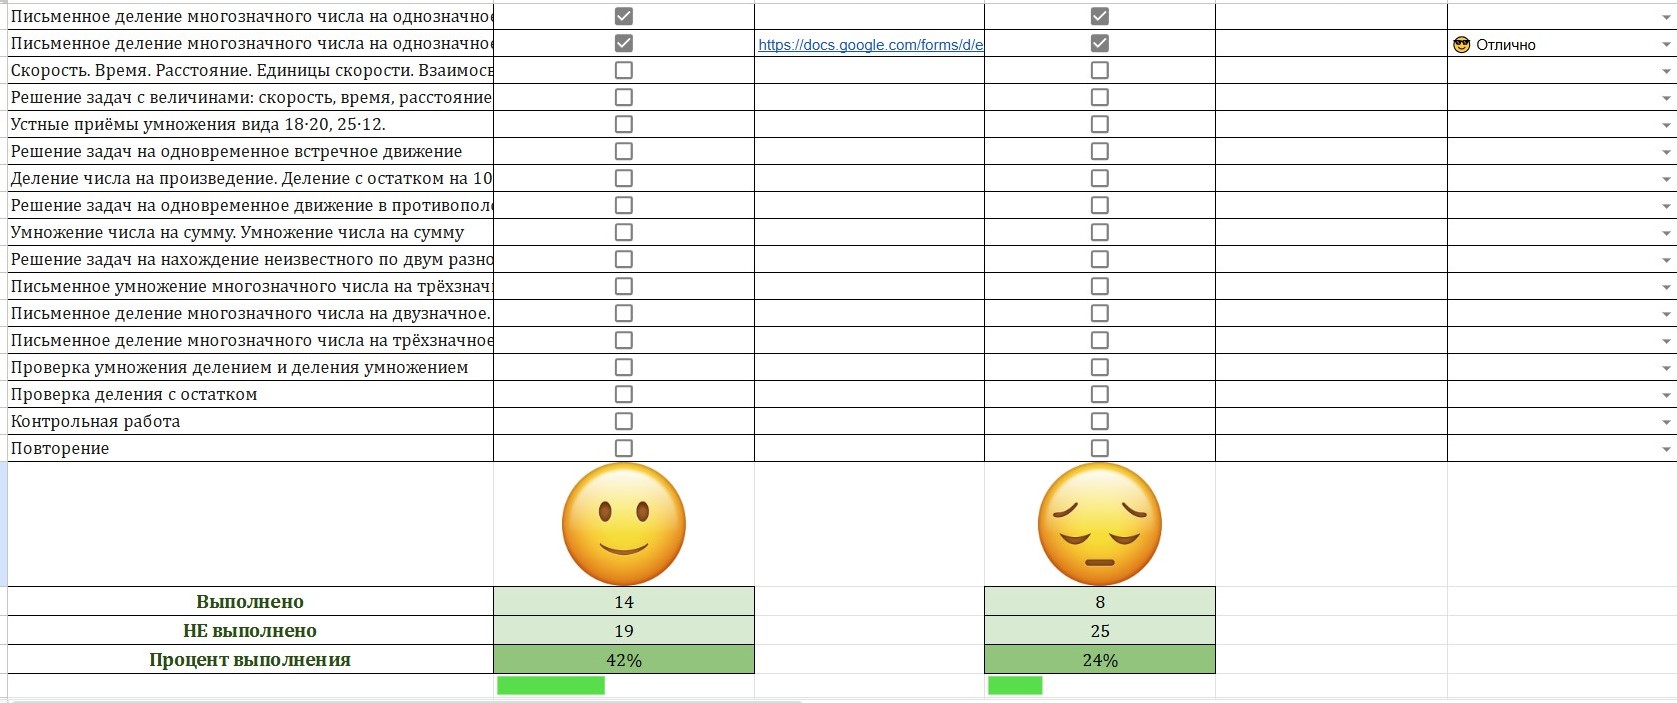 Письменное деление многозначного числа на однозначное
Письменное деление многозначного числа на однозначное https://docs.google.com/forms/d/e Отлично
Скорость. Время. Расстояние. Единицы скорости. Взаимосв
Решение задач с величинами: скорость, время, расстояние
Устные приёмы умножения вида 18·20, 25·12.
Решение задач на одновременное встречное движение
Деление числа на произведение. Деление с остатком на 10
Решение задач на одновременное движение в противополо
Умножение числа на сумму. Умножение числа на сумму
Решение задач на нахождение неизвестного по двум разно
Письменное умножение многозначного числа на трёхзначн
Письменное деление многозначного числа на двузначное.
Письменное деление многозначного числа на трёхзначное
Проверка умножения делением и деления умножением
Проверка деления с остатком
Контрольная работа
Повторение
Выполнено 14 8
НЕ выполнено 19 25
Процент выполнения 42% 24%